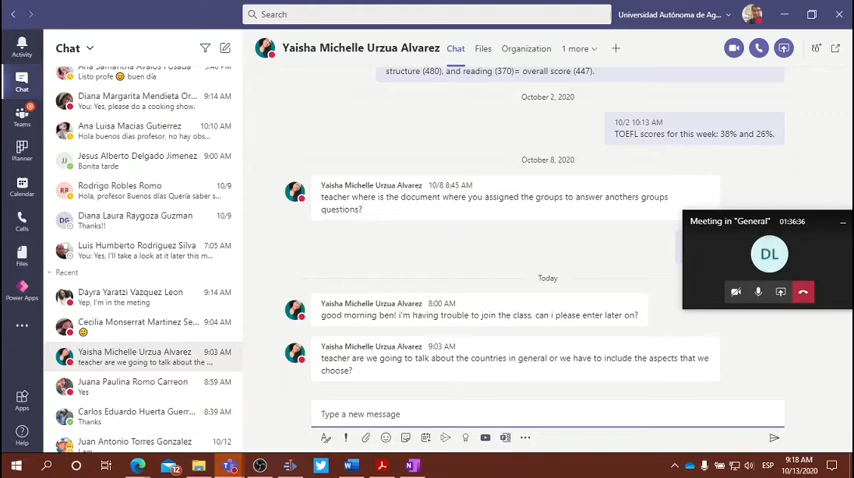 Search
Universidad Autónoma de Ag...
Activity
Chat
Teams
Planner
Calendar
Calls
Files
Power Apps
Apps
Help
Chat
Listo profe buen día
Diana Margarita Mendieta Or... 9:14 AM
You: Yes, please do a cooking show.
Ana Luisa Macias Gutierrez 10:10 AM
Hola buenos días profesor, no hay obs...
JJ
Jesus Alberto Delgado Jimenez 9:00 AM
Bonita tarde
RR
Rodrigo Robles Romo 10/9
Hola, profesor Buenos días Quería saber s...
DG
Diana Laura Raygoza Guzman 10/9
Thanks!!
Luis Humberto Rodriguez Silva 7:05 AM
You: Yes, I'll take a look at it later this m...
Recent
Dayra Yaratzi Vazquez Leon 9:14 AM
Yep, I'm in the meting
Cecilia Monserrat Martinez Se... 9:04 AM
Yaisha Michelle Urzua Alvarez 9:03 AM
teacher are we going to talk about the ...
Juana Paulina Romo Carreon 8:59 AM
Yes
Carlos Eduardo Huerta Guerr... 8:39 AM
Thanks
Juan Antonio Torres Gonzalez 10/12
Yaisha Michelle Urzua Alvarez Chat Files Organization 1 more
structure (480), and reading (370)= overall score (447).
October 2, 2020
10/2 10:13 AM
TOEFL scores for this week: 38% and 26%.
October 8, 2020
Yaisha Michelle Urzua Alvarez 10/8 8:45 AM
teacher where is the document where you assigned the groups to answer anothers groups
questions?
Today
Yaisha Michelle Urzua Alvarez 8:00 AM
good morning ben! i'm having trouble to join the class. can i please enter later on?
Yaisha Michelle Urzua Alvarez 9:03 AM
teacher are we going to talk about the countries in general or we have to include the aspects that we
choose?
Type a new message
Meeting in "General" 01:36:36
DL
12
ESP
9:18 AM
10/13/2020